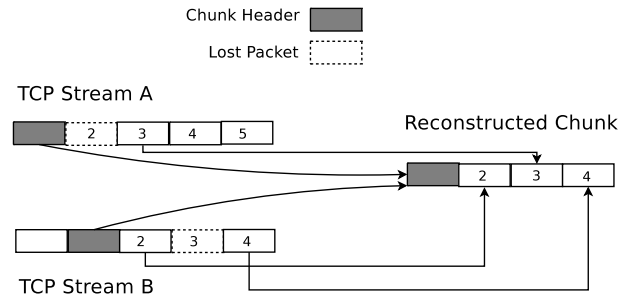 Chunk Header
Lost Packet
TCP Stream A
2 3 4 5
Reconstructed Chunk
2 3 4
2 3 4
TCP Stream B